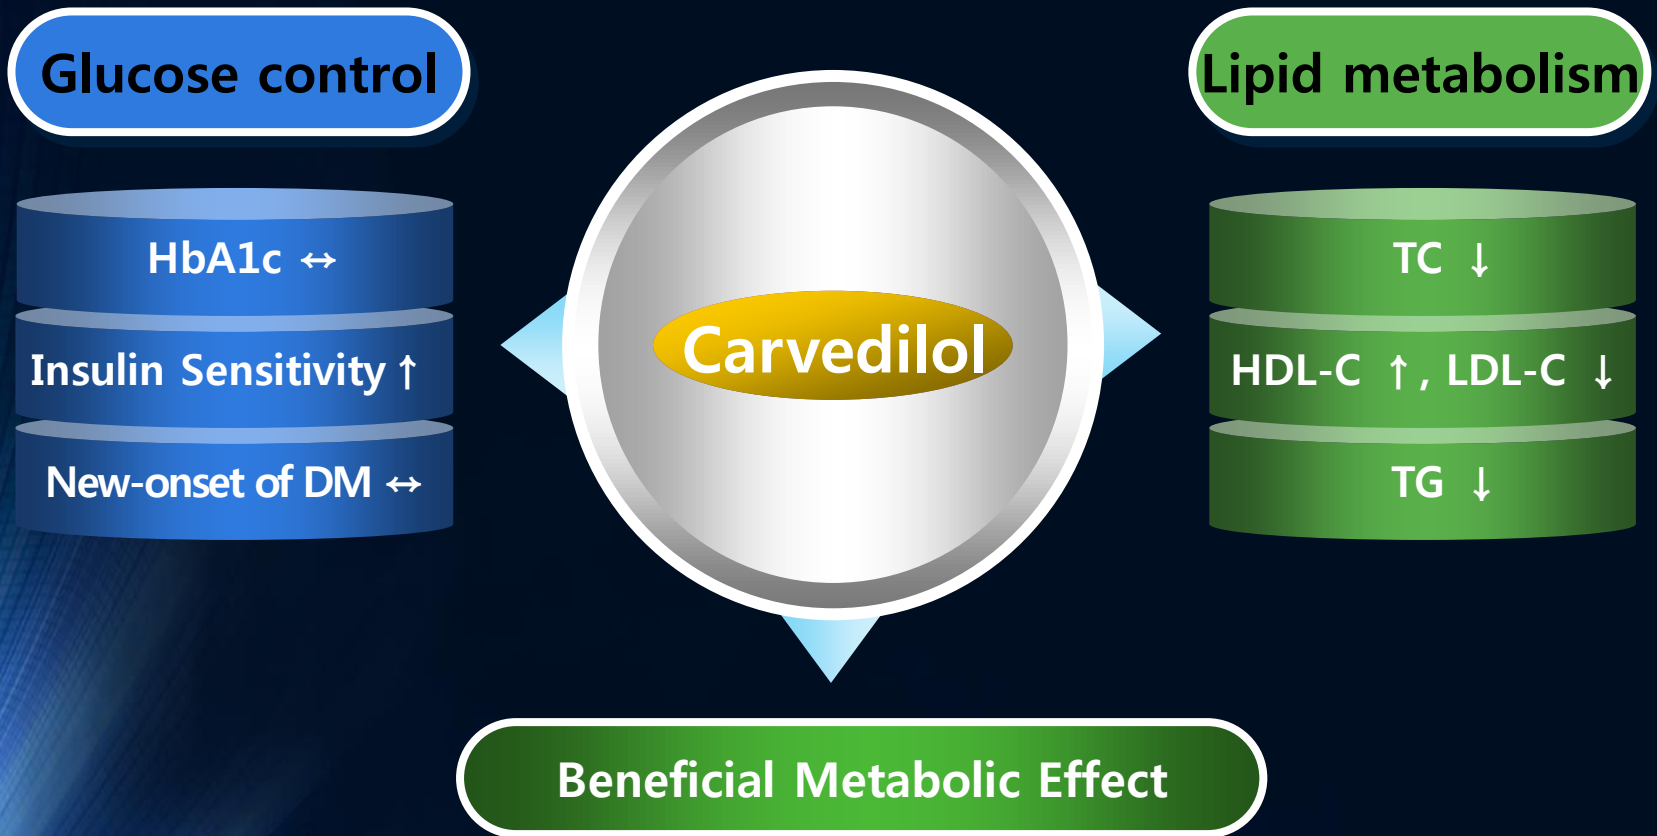 Glucose control
HbA1c ↔
Insulin Sensitivity ↑
New-onset of DM ↔
Carvedilol
Lipid metabolism
TC ↓
HDL-C ↑, LDL-C ↓
TG ↓
Beneficial Metabolic Effect